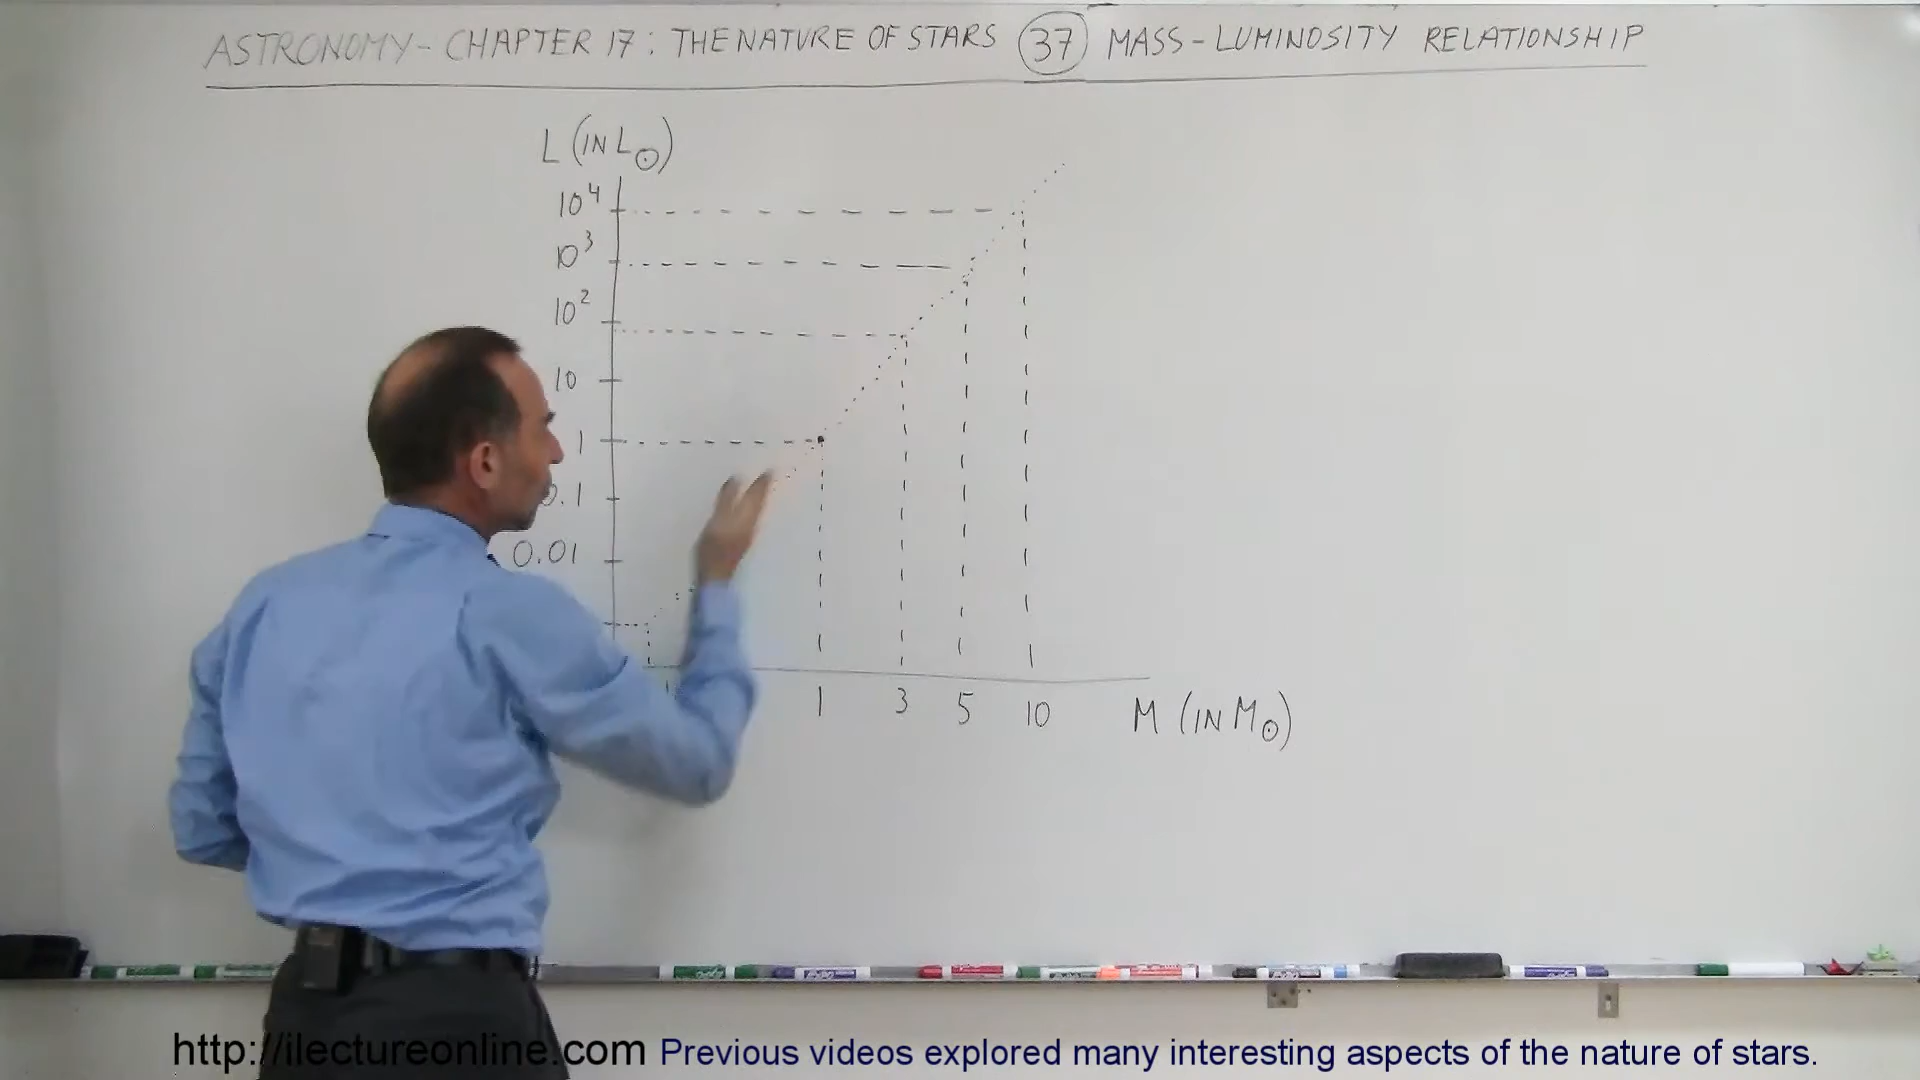 ASTRONOMY - CHAPTER 17 : THE NATURE OF STARS 37 MASS - LUMINOSITY RELATIONSHIP
L (IN L⊙)
10⁴
10³
10²
10
1
0.1
0.01
1 3 5 10 M (IN M⊙)
http://ilectureonline.com Previous videos explored many interesting aspects of the nature of stars.